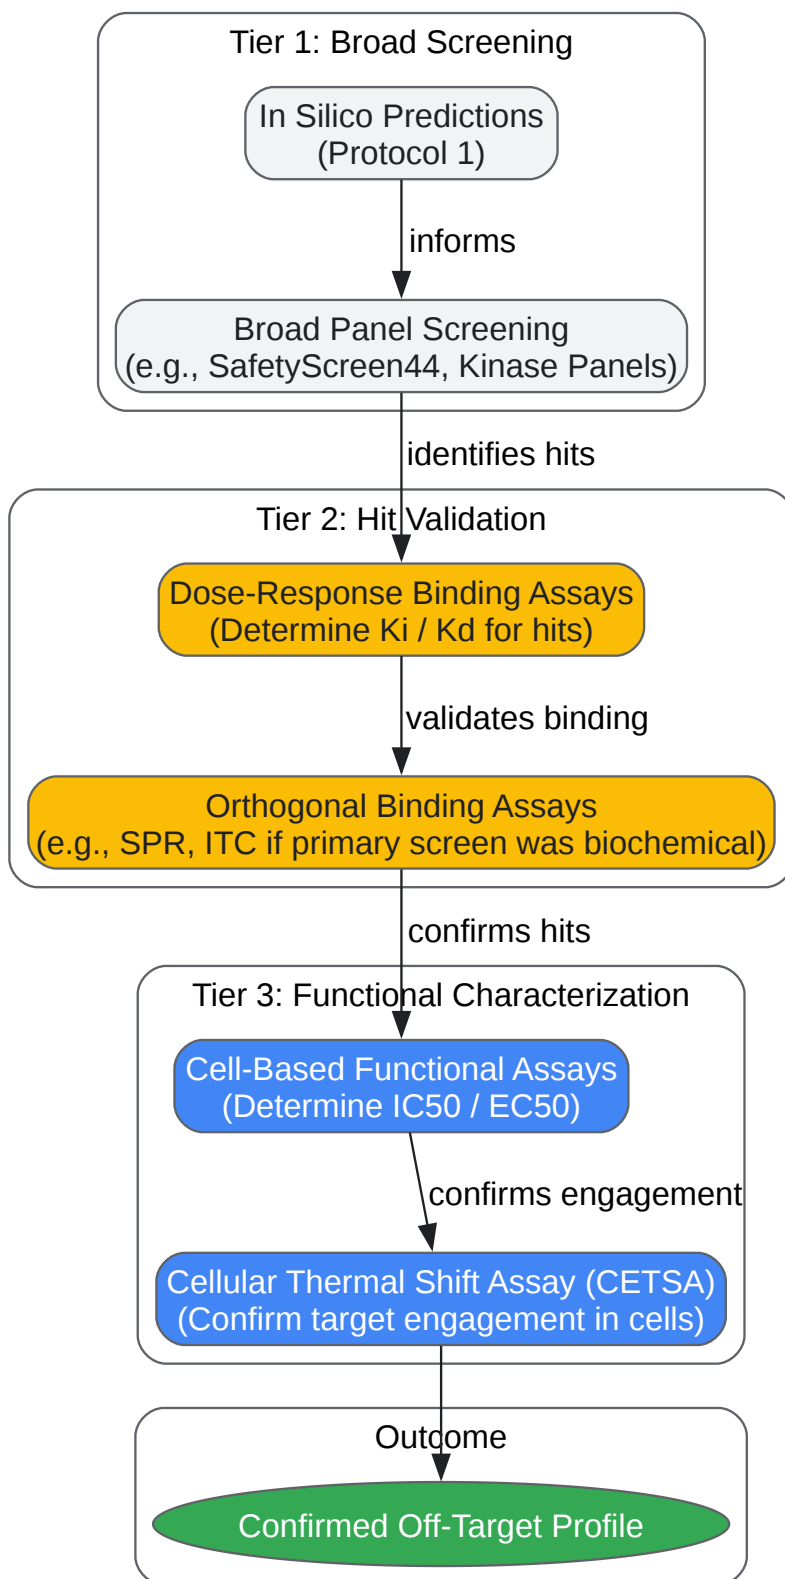 Tier 1: Broad Screening
In Silico Predictions
(Protocol 1)
informs
Broad Panel Screening
(e.g., SafetyScreen44, Kinase Panels)
identifies hits
Tier 2: Hit Validation
Dose-Response Binding Assays
(Determine Ki / Kd for hits)
validates binding
Orthogonal Binding Assays
(e.g., SPR, ITC if primary screen was biochemical)
confirms hits
Tier 3: Functional Characterization
Cell-Based Functional Assays
(Determine IC50 / EC50)
confirms engagement
Cellular Thermal Shift Assay (CETSA)
(Confirm target engagement in cells)
Outcome
Confirmed Off-Target Profile